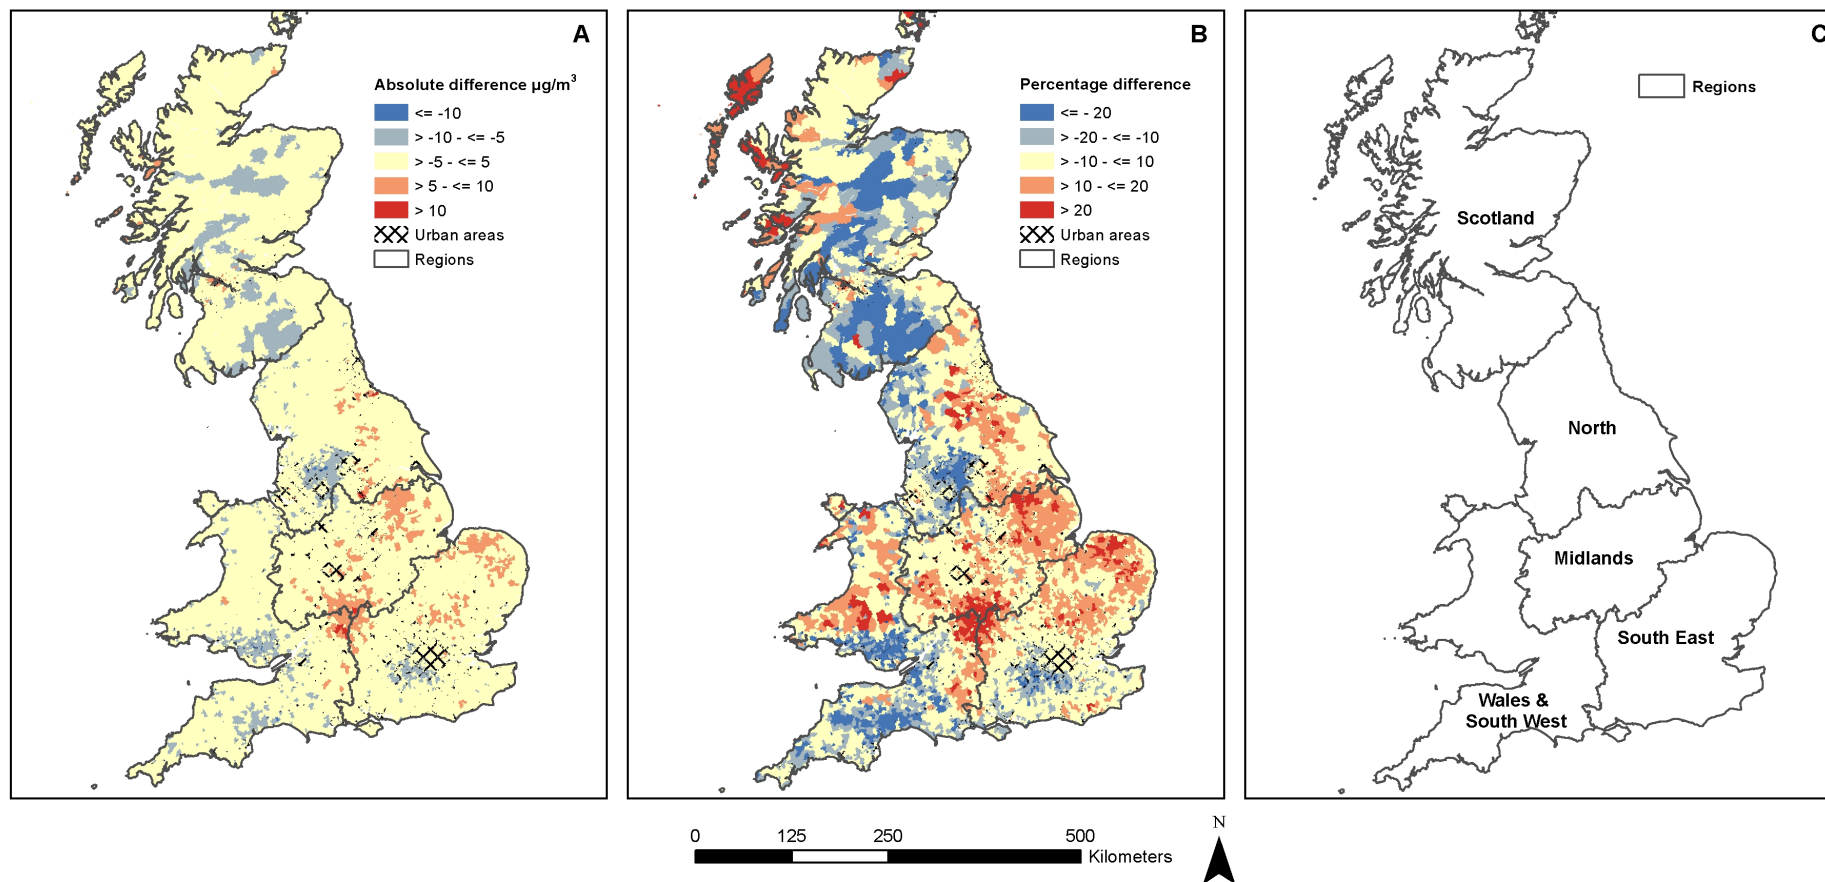 A
Absolute difference µg/m³
<= -10
> -10 - <= -5
> -5 - <= 5
> 5 - <= 10
> 10
Urban areas
Regions
B
Percentage difference
<= - 20
> -20 - <= -10
> -10 - <= 10
> 10 - <= 20
> 20
Urban areas
Regions
C
Regions
Scotland
North
Midlands
South East
Wales &
South West
0 125 250 500
Kilometers
N